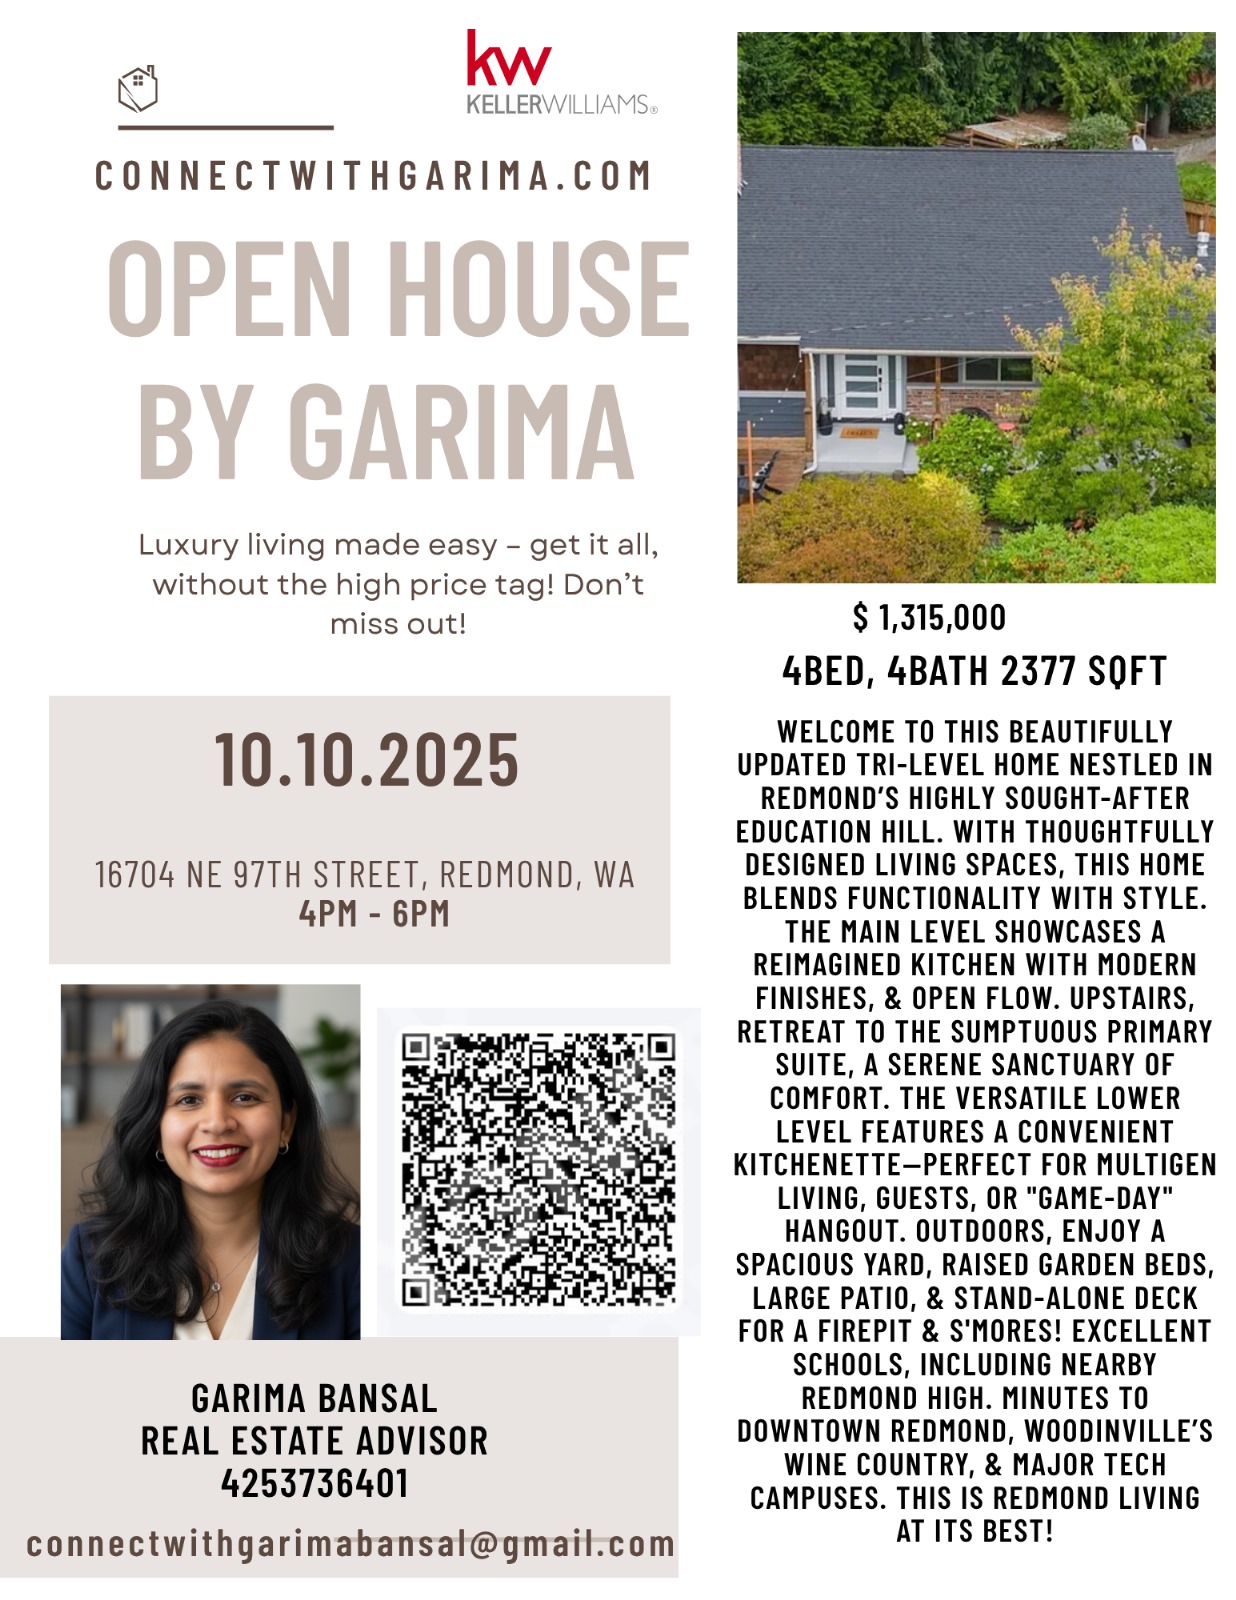 kw
KELLERWILLIAMS®
CONNECTWITHGARIMA.COM
OPEN HOUSE
BY GARIMA
Luxury living made easy – get it all,
without the high price tag! Don’t
miss out!
10.10.2025
16704 NE 97TH STREET, REDMOND, WA
4PM - 6PM
GARIMA BANSAL
REAL ESTATE ADVISOR
4253736401
connectwithgarimabansal@gmail.com
$ 1,315,000
4BED, 4BATH 2377 SQFT
WELCOME TO THIS BEAUTIFULLY
UPDATED TRI-LEVEL HOME NESTLED IN
REDMOND’S HIGHLY SOUGHT-AFTER
EDUCATION HILL. WITH THOUGHTFULLY
DESIGNED LIVING SPACES, THIS HOME
BLENDS FUNCTIONALITY WITH STYLE.
THE MAIN LEVEL SHOWCASES A
REIMAGINED KITCHEN WITH MODERN
FINISHES, & OPEN FLOW. UPSTAIRS,
RETREAT TO THE SUMPTUOUS PRIMARY
SUITE, A SERENE SANCTUARY OF
COMFORT. THE VERSATILE LOWER
LEVEL FEATURES A CONVENIENT
KITCHENETTE—PERFECT FOR MULTIGEN
LIVING, GUESTS, OR "GAME-DAY"
HANGOUT. OUTDOORS, ENJOY A
SPACIOUS YARD, RAISED GARDEN BEDS,
LARGE PATIO, & STAND-ALONE DECK
FOR A FIREPIT & S'MORES! EXCELLENT
SCHOOLS, INCLUDING NEARBY
REDMOND HIGH. MINUTES TO
DOWNTOWN REDMOND, WOODINVILLE’S
WINE COUNTRY, & MAJOR TECH
CAMPUSES. THIS IS REDMOND LIVING
AT ITS BEST!